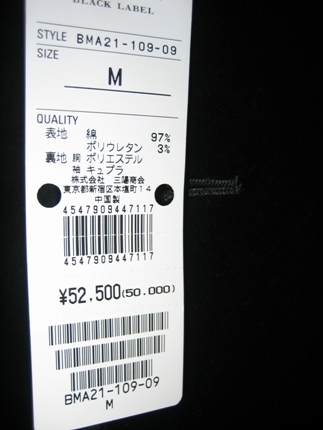 BLACK LABEL
STYLE BMA21-109-09
SIZE
M
QUALITY
表地 綿 97%
ポリウレタン 3%
裏地 胴 ポリエステル
袖 キュプラ
株式会社 三陽商会
東京都新宿区本塩町14
中国製
4547909447117
4547909447117
¥52.500(50.000)
BMA21-109-09
M